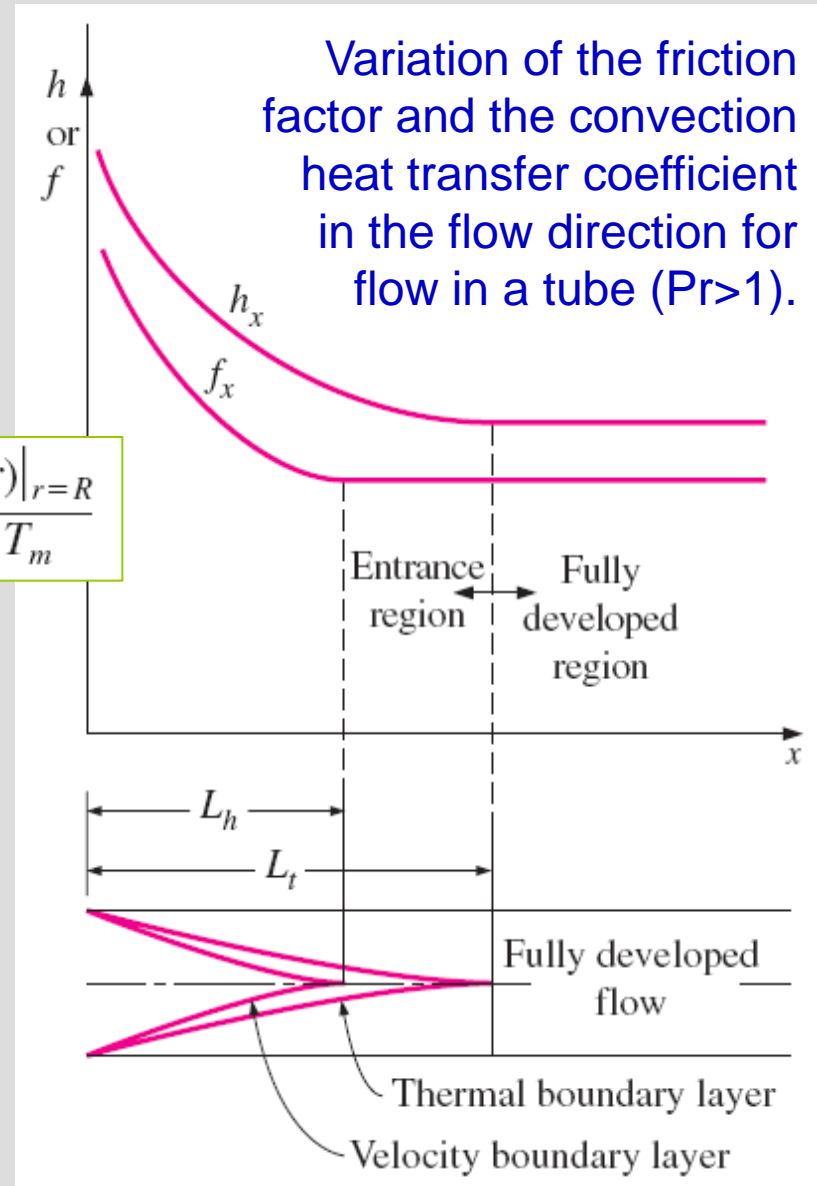 Variation of the friction
factor and the convection
heat transfer coefficient
in the flow direction for
flow in a tube (Pr>1).
h
or
f
h_x
f_x
)|_{r=R}
T_m
Entrance
region
Fully
developed
region
x
L_h
L_t
Fully developed
flow
Thermal boundary layer
Velocity boundary layer